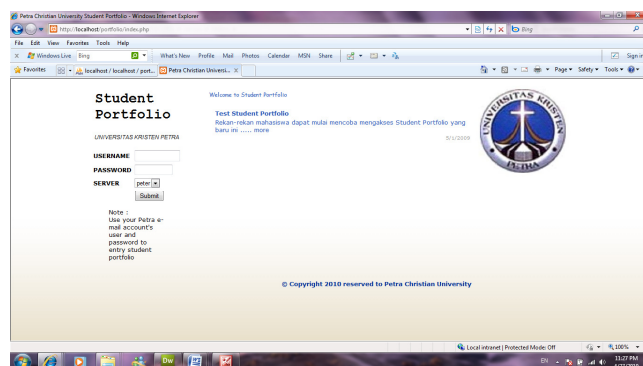 Petra Christian University Student Portfolio - Windows Internet Explorer
http://localhost/portfolio/index.php
Bing
File Edit View Favorites Tools Help
Windows Live Bing What's New Profile Mail Photos Calendar MSN Share Sign in
Favorites localhost / localhost / port... Petra Christian Universi... Page Safety Tools
Student
Portfolio
UNIVERSITAS KRISTEN PETRA
USERNAME
PASSWORD
SERVER peter
Submit
Note :
Use your Petra e-
mail account's
user and
password to
entry student
portfolio
Welcome to Student Portfolio
Test Student Portfolio
Rekan-rekan mahasiswa dapat mulai mencoba mengakses Student Portfolio yang
baru ini ..... more
UNIVERSITAS KRISTEN
PETRA
© Copyright 2010 reserved to Petra Christian University
Local intranet | Protected Mode: Off 100%
Dw
EN 11:27 PM